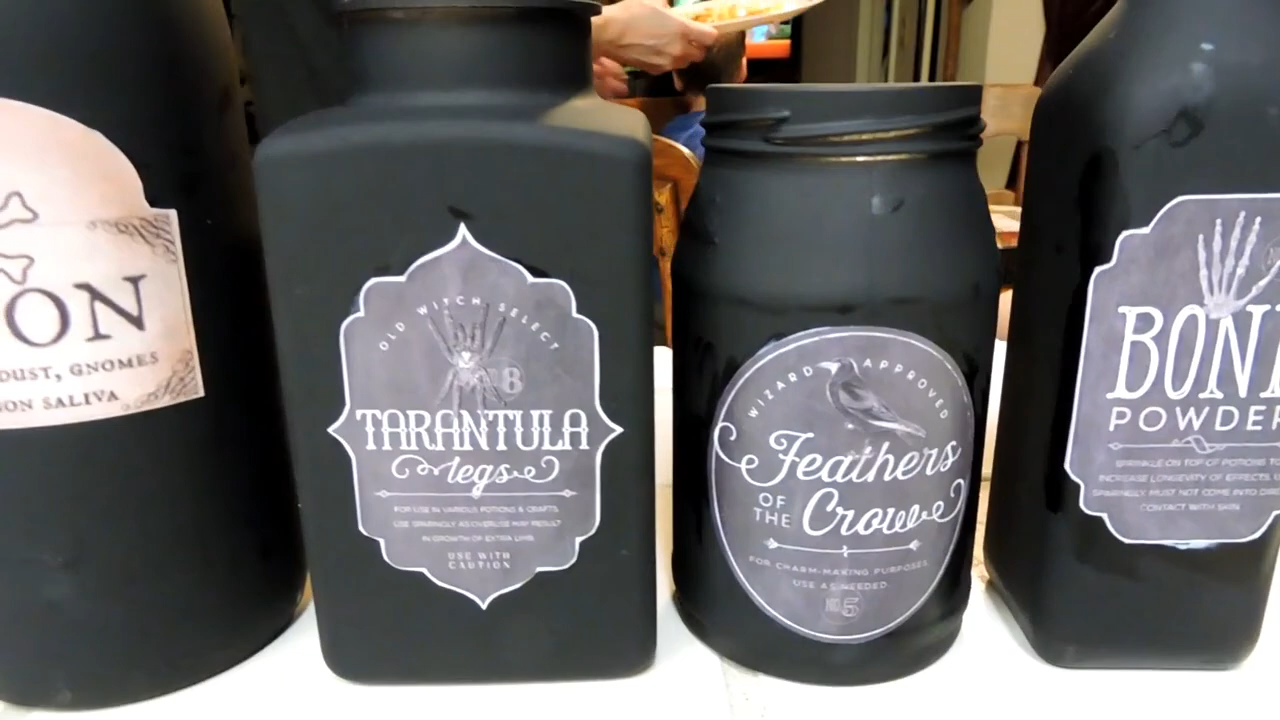 ON
DUST, GNOMES
ON SALIVA
OLD WITCH SELECT
8
TARANTULA
legs
FOR USE IN VARIOUS POTIONS & CRAFTS.
USE SPARINGLY AS OVERUSE MAY RESULT
IN GROWTH OF EXTRA LIMB.
USE WITH
CAUTION
WIZARD APPROVED
Feathers
OF
THE
Crow
FOR CHARM-MAKING PURPOSES.
USE AS NEEDED
NO 5
BON
POWDER
SPRINKLE ON TOP OF POTIONS TO
INCREASE LONGEVITY OF EFFECTS.
SPARINGLY. MUST NOT COME INTO
CONTACT WITH SKIN